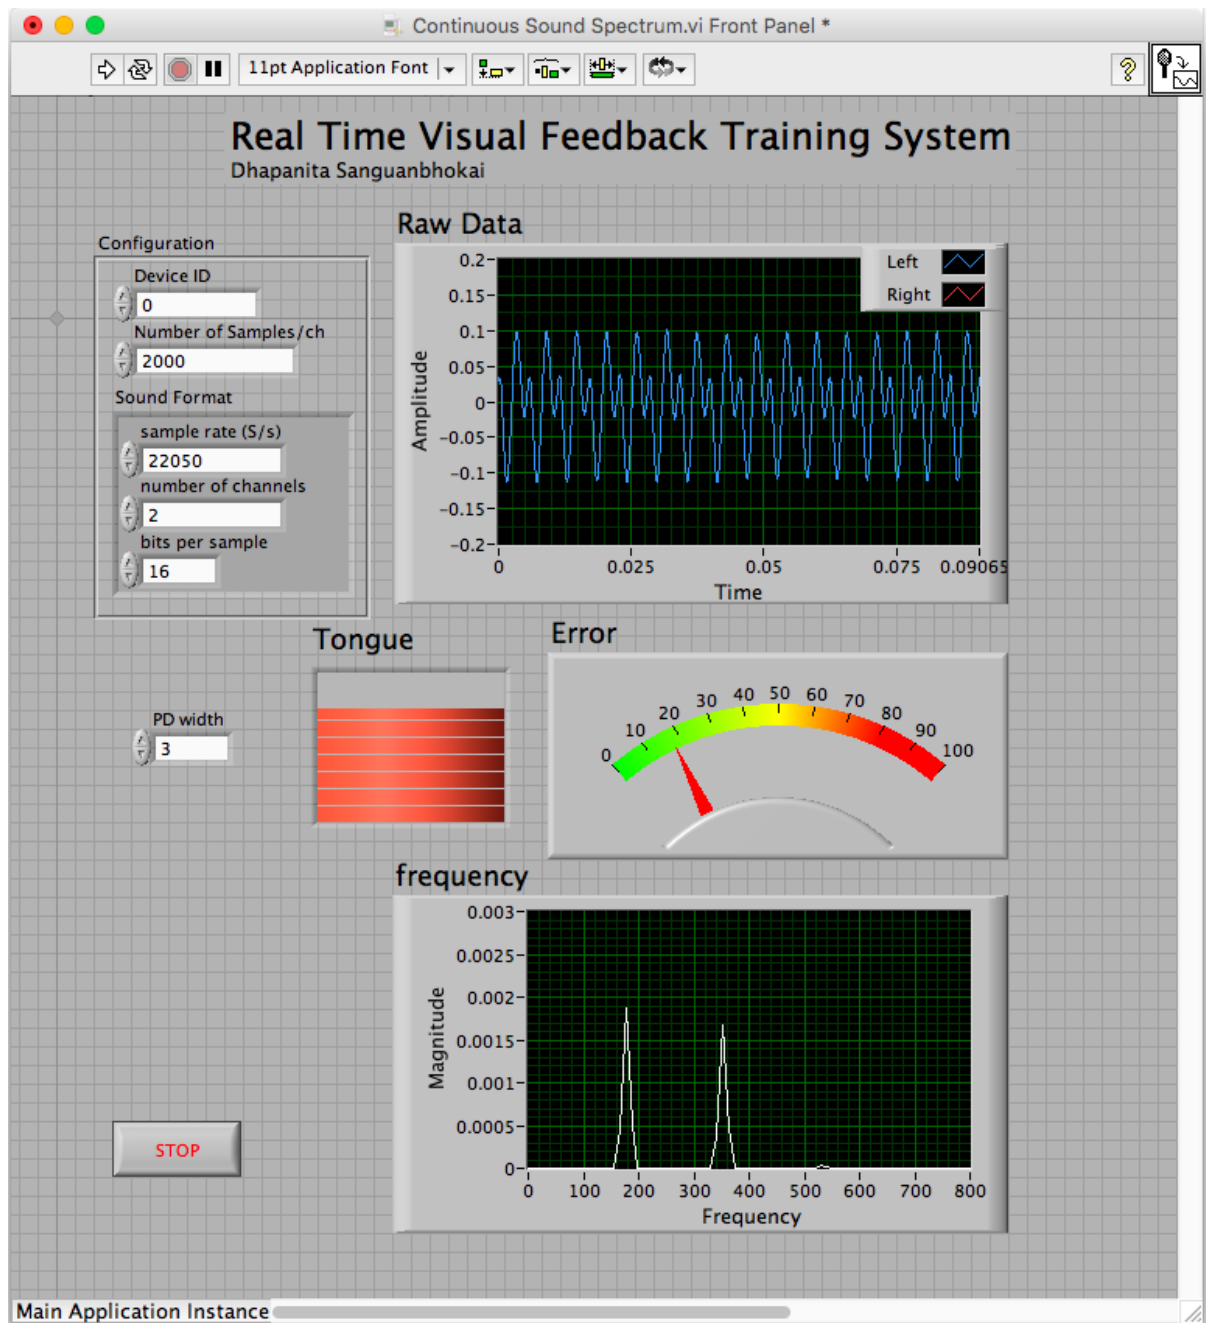 Continuous Sound Spectrum.vi Front Panel *
11pt Application Font
?
Real Time Visual Feedback Training System
Dhapanita Sanguanbhokai
Configuration
Device ID
0
Number of Samples/ch
2000
Sound Format
sample rate (S/s)
22050
number of channels
2
bits per sample
16
Raw Data
Left
Right
0.2
0.15
0.1
0.05
0
-0.05
-0.1
-0.15
-0.2
Amplitude
0 0.025 0.05 0.075 0.09065
Time
PD width
3
Tongue
Error
0 10 20 30 40 50 60 70 80 90 100
frequency
0.003
0.0025
0.002
0.0015
0.001
0.0005
0
Magnitude
0 100 200 300 400 500 600 700 800
Frequency
STOP
Main Application Instance